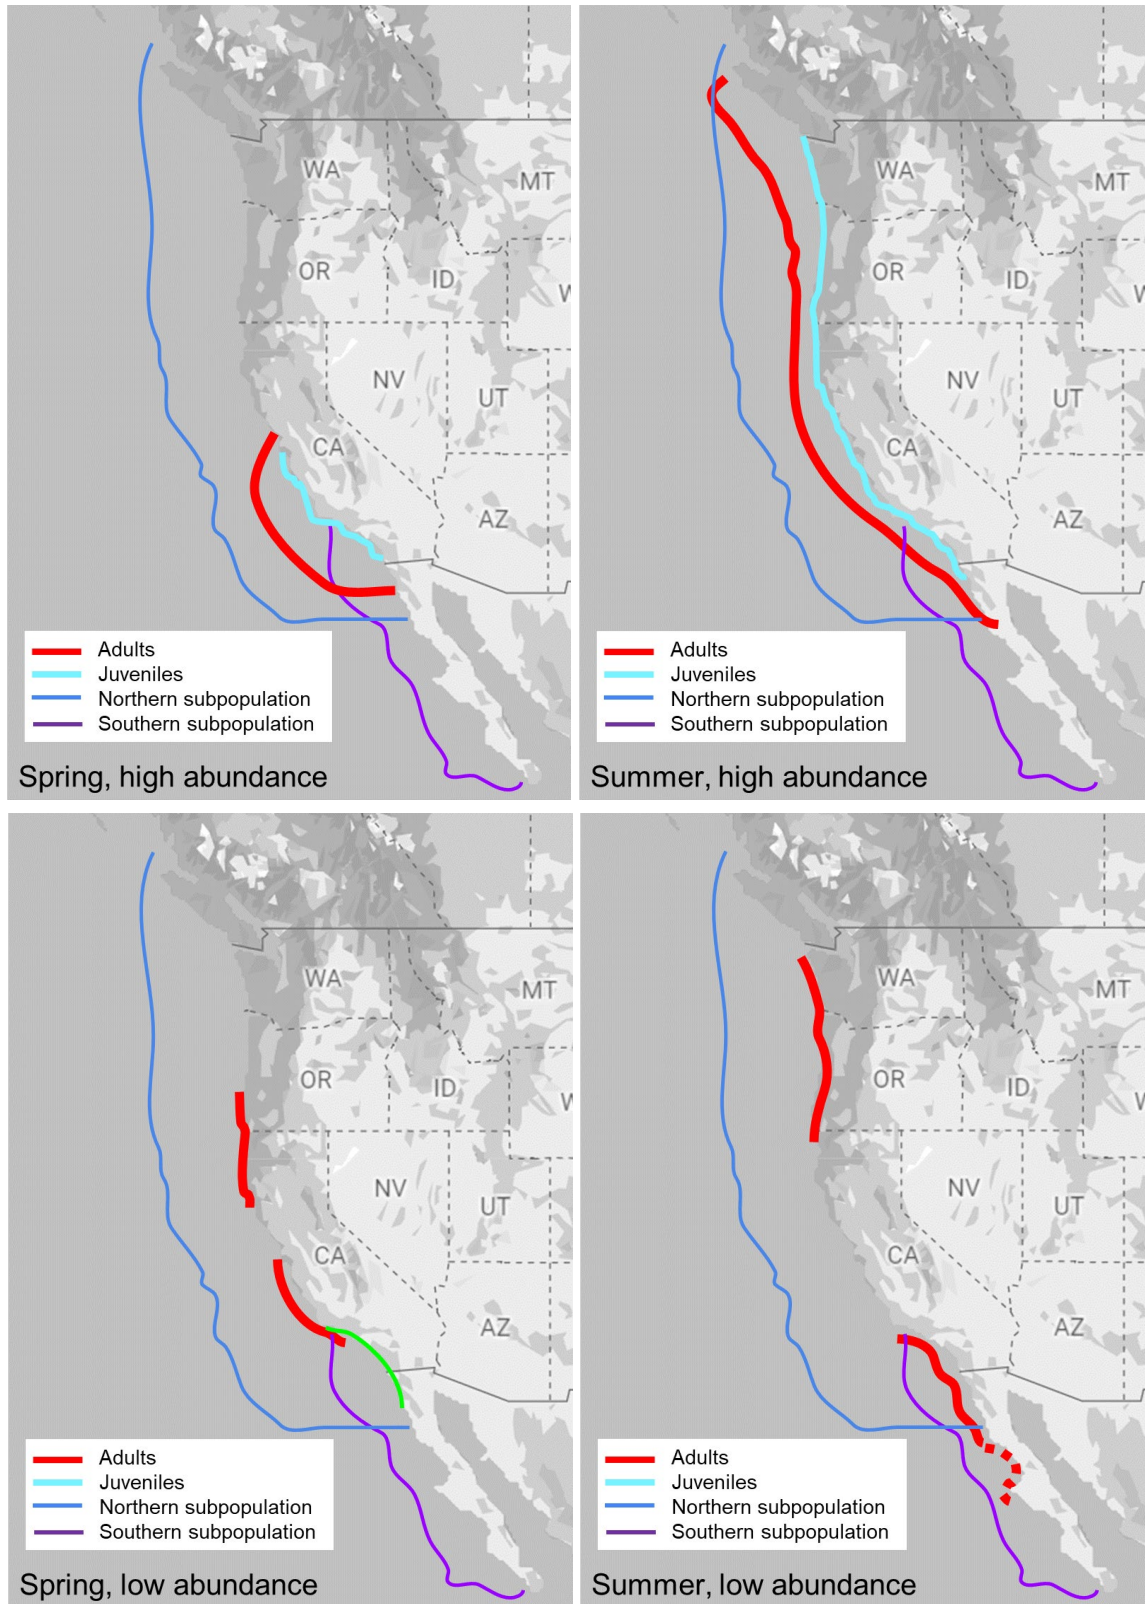 WA
MT
OR
ID
W
NV
UT
CA
AZ
Adults
Juveniles
Northern subpopulation
Southern subpopulation
Spring, high abundance
WA
MT
OR
ID
W
NV
UT
CA
AZ
Adults
Juveniles
Northern subpopulation
Southern subpopulation
Summer, high abundance
WA
MT
OR
ID
W
NV
UT
CA
AZ
Adults
Juveniles
Northern subpopulation
Southern subpopulation
Spring, low abundance
WA
MT
OR
ID
W
NV
UT
CA
AZ
Adults
Juveniles
Northern subpopulation
Southern subpopulation
Summer, low abundance